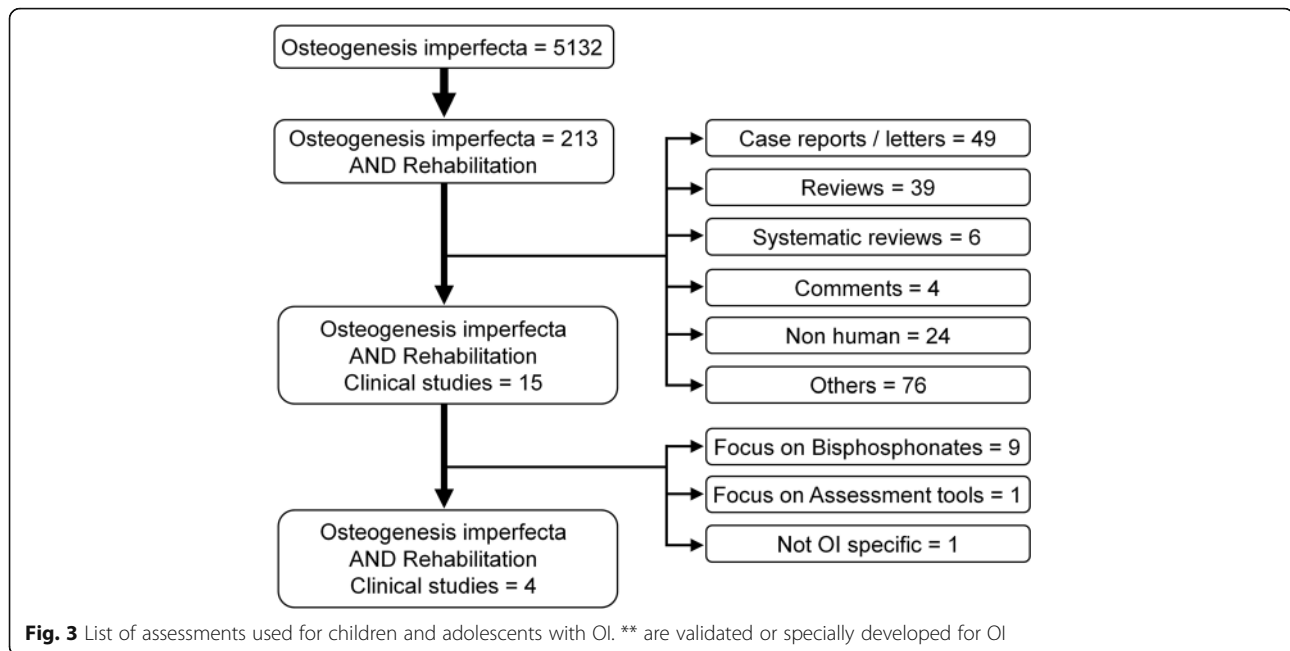 Osteogenesis imperfecta = 5132
Osteogenesis imperfecta = 213
AND Rehabilitation
Case reports / letters = 49
Reviews = 39
Systematic reviews = 6
Comments = 4
Non human = 24
Others = 76
Osteogenesis imperfecta
AND Rehabilitation
Clinical studies = 15
Focus on Bisphosphonates = 9
Focus on Assessment tools = 1
Not OI specific = 1
Osteogenesis imperfecta
AND Rehabilitation
Clinical studies = 4
Fig. 3 List of assessments used for children and adolescents with OI. ** are validated or specially developed for OI